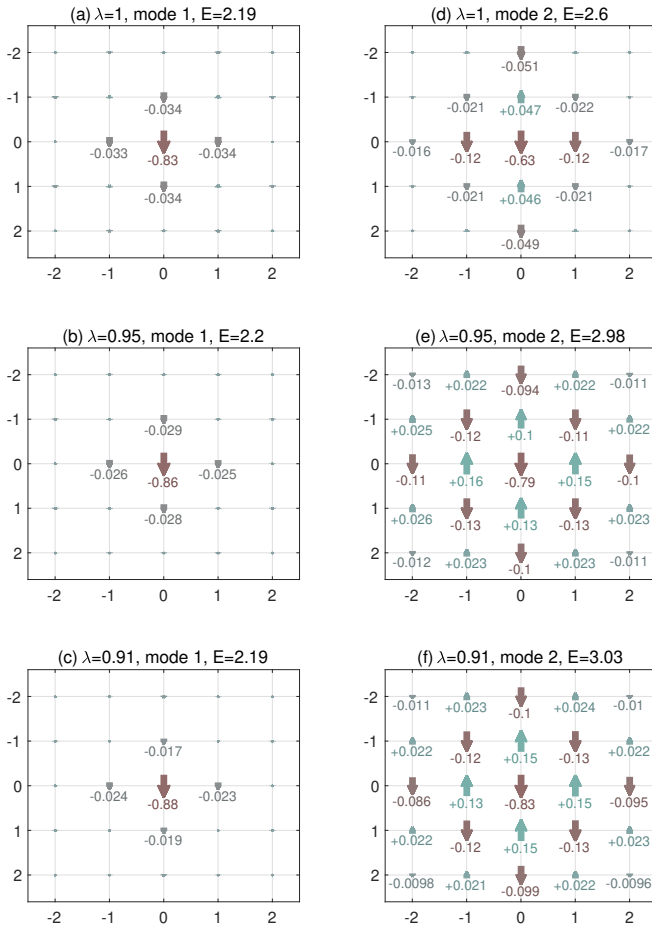 (a) λ=1, mode 1, E=2.19
-2
-1
-0.034
0
-0.033 -0.83 -0.034
1
-0.034
2
-2 -1 0 1 2
(d) λ=1, mode 2, E=2.6
-2
-0.051
-1
-0.021 +0.047 -0.022
0
-0.016 -0.12 -0.63 -0.12 -0.017
1
-0.021 +0.046 -0.021
2
-0.049
-2 -1 0 1 2
(b) λ=0.95, mode 1, E=2.2
-2
-1
-0.029
0
-0.026 -0.86 -0.025
1
-0.028
2
-2 -1 0 1 2
(e) λ=0.95, mode 2, E=2.98
-2
-0.013 +0.022 -0.094 +0.022 -0.011
-1
+0.025 -0.12 +0.1 -0.11 +0.022
0
-0.11 +0.16 -0.79 +0.15 -0.1
1
+0.026 -0.13 +0.13 -0.13 +0.023
2
-0.012 +0.023 -0.1 +0.023 -0.011
-2 -1 0 1 2
(c) λ=0.91, mode 1, E=2.19
-2
-1
-0.017
0
-0.024 -0.88 -0.023
1
-0.019
2
-2 -1 0 1 2
(f) λ=0.91, mode 2, E=3.03
-2
-0.011 +0.023 -0.1 +0.024 -0.01
-1
+0.022 -0.12 +0.15 -0.13 +0.022
0
-0.086 +0.13 -0.83 +0.15 -0.095
1
+0.022 -0.12 +0.15 -0.13 +0.023
2
-0.0098 +0.021 -0.099 +0.022 -0.0096
-2 -1 0 1 2